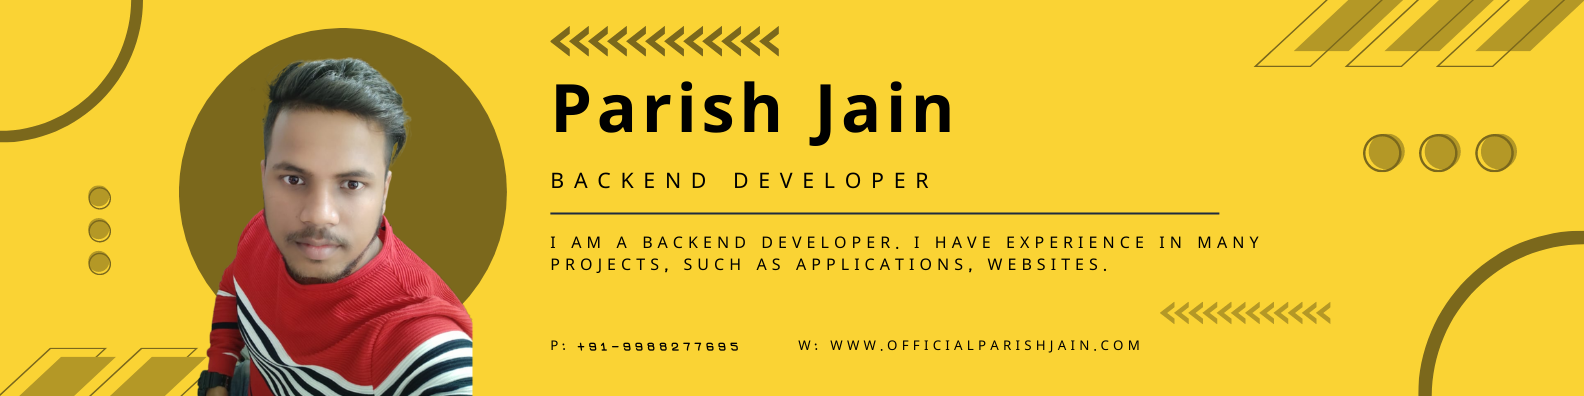 Parish Jain
BACKEND DEVELOPER
I AM A BACKEND DEVELOPER. I HAVE EXPERIENCE IN MANY
PROJECTS, SUCH AS APPLICATIONS, WEBSITES.
P: W: WWW.OFFICIALPARISHJAIN.COM